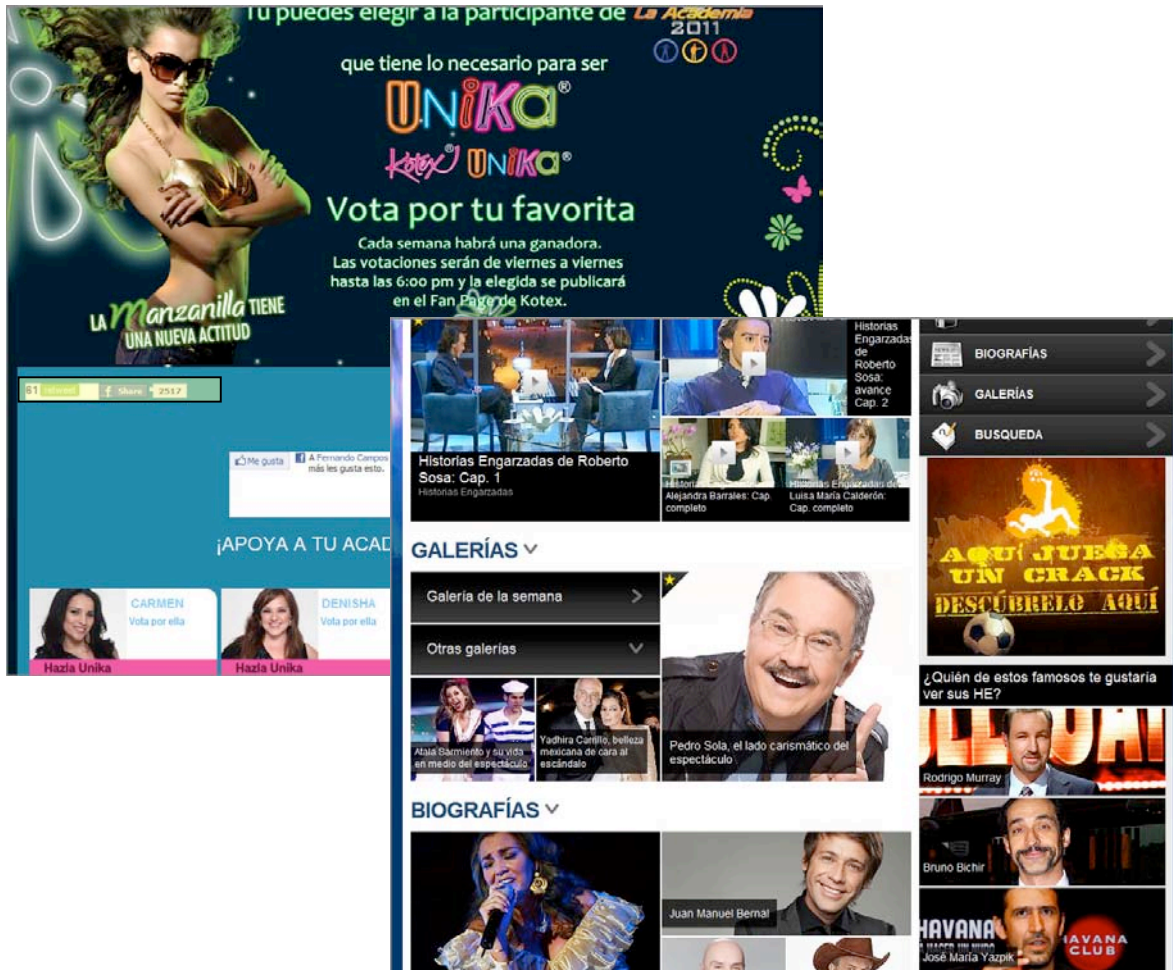 Tu puedes elegir a la participante de La Academia
2011
que tiene lo necesario para ser
UNIKA®
Kotex® UNIKA®
Vota por tu favorita
Cada semana habrá una ganadora.
Las votaciones serán de viernes a viernes
hasta las 6:00 pm y la elegida se publicará
en el Fan Page de Kotex.
LA Manzanilla TIENE
UNA NUEVA ACTITUD
61 retweet Share 2517
Me gusta A Fernando Campos
más les gusta esto.
¡APOYA A TU ACAD
CARMEN
Vota por ella
Hazla Unika
DENISHA
Vota por ella
Hazla Unika
Historias Engarzadas de Roberto
Sosa: Cap. 1
Historias Engarzadas
Historias
Engarzadas
de
Roberto
Sosa:
avance
Cap. 2
Historias Engarzadas de
Alejandra Barrales: Cap.
completo
Historias Engarzadas de
Luisa María Calderón:
Cap. completo
GALERÍAS
Galería de la semana
Otras galerías
Atala Sarmiento y su vida
en medio del espectáculo
Yadhira Carrillo, belleza
mexicana de cara al
escándalo
Pedro Sola, el lado carismático del
espectáculo
BIOGRAFÍAS
Juan Manuel Bernal
BIOGRAFÍAS
GALERÍAS
BUSQUEDA
AQUÍ JUEGA
UN CRACK
DESCÚBRELO AQUÍ
¿Quién de estos famosos te gustaría
ver sus HE?
Rodrigo Murray
Bruno Bichir
HAVANA
José María Yazpik
HAVANA
CLUB